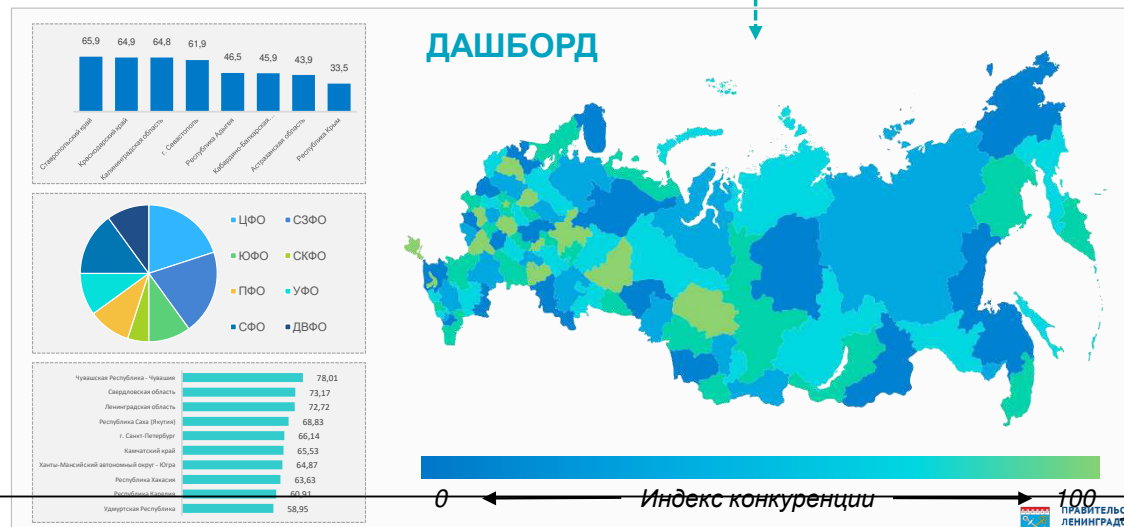 ДАШБОРД
65,9
64,9
64,8
61,9
46,5
45,9
43,9
33,5
Ставропольский край
Краснодарский край
Калининградская область
г. Севастополь
Республика Адыгея
Кабардино-Балкарская...
Астраханская область
Республика Крым
ЦФО СЗФО
ЮФО СКФО
ПФО УФО
СФО ДВФО
Чувашская Республика - Чувашия 78,01
Свердловская область 73,17
Ленинградская область 72,72
Республика Саха (Якутия) 68,83
г. Санкт-Петербург 66,14
Камчатский край 65,53
Ханты-Мансийский автономный округ - Югра 64,87
Республика Хакасия 63,63
Республика Карелия 60,91
Удмуртская Республика 58,95
0 Индекс конкуренции 100
ПРАВИТЕЛЬС
ЛЕНИНГРАДС